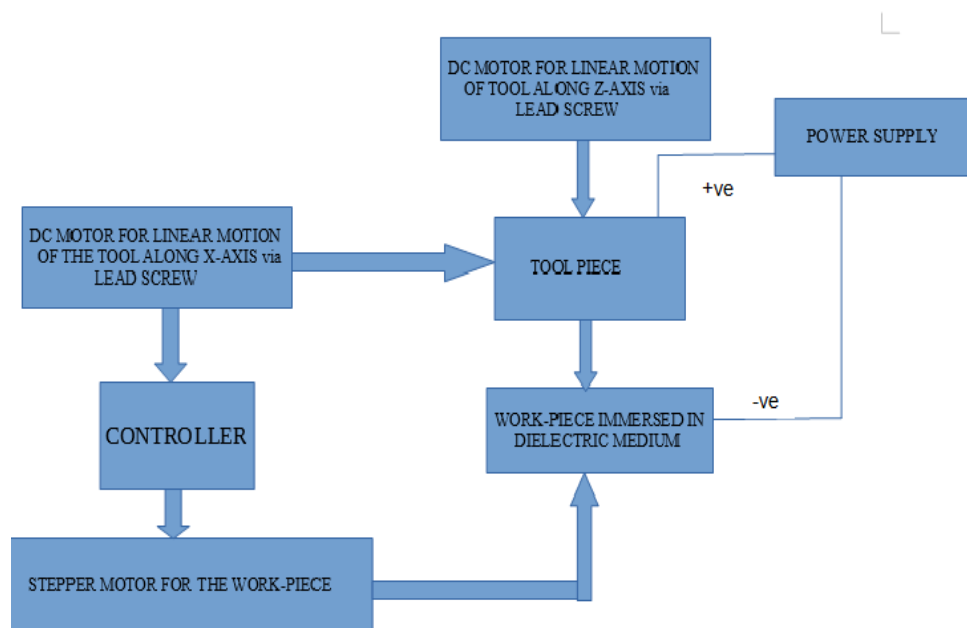 DC MOTOR FOR LINEAR MOTION
OF TOOL ALONG Z-AXIS via
LEAD SCREW
POWER SUPPLY
+ve
DC MOTOR FOR LINEAR MOTION
OF THE TOOL ALONG X-AXIS via
LEAD SCREW
TOOL PIECE
CONTROLLER
WORK-PIECE IMMERSED IN
DIELECTRIC MEDIUM
-ve
STEPPER MOTOR FOR THE WORK-PIECE